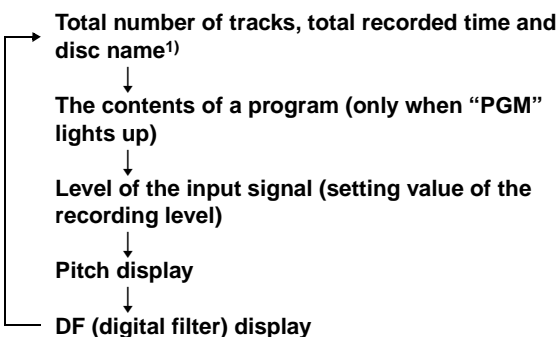 Total number of tracks, total recorded time and
disc name1)
The contents of a program (only when “PGM”
lights up)
Level of the input signal (setting value of the
recording level)
Pitch display
DF (digital filter) display